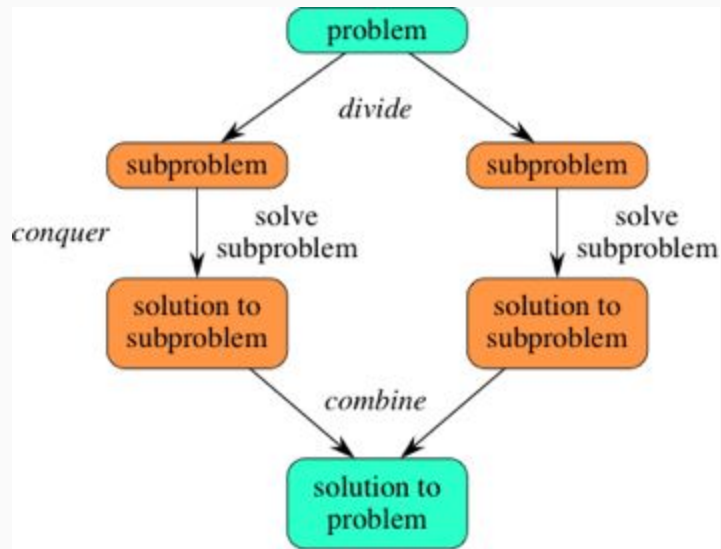 problem
divide
subproblem
subproblem
conquer
solve
subproblem
solve
subproblem
solution to
subproblem
solution to
subproblem
combine
solution to
problem